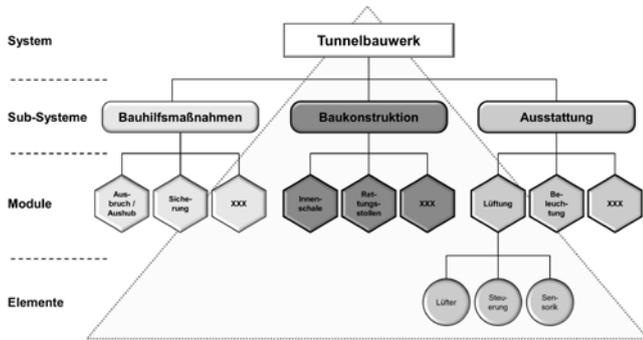 System
Tunnelbauwerk
Sub-Systeme
Bauhilfsmaßnahmen
Baukonstruktion
Ausstattung
Module
Aus-
bruch /
Aushub
Siche-
rung
XXX
Innen-
schale
Ret-
tungs-
stollen
XXX
Lüftung
Be-
leuch-
tung
XXX
Elemente
Lüfter
Steu-
erung
Sen-
sorik